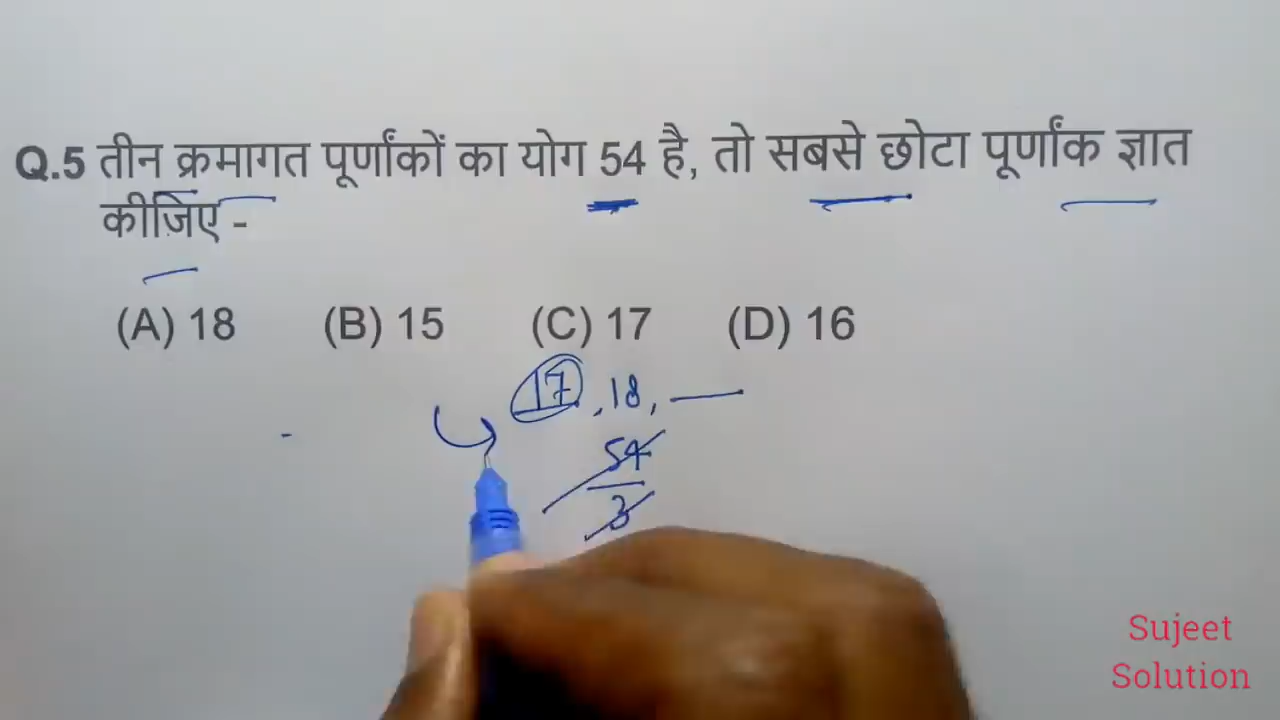 Q.5 तीन क्रमागत पूर्णांकों का योग 54 है, तो सबसे छोटा पूर्णांक ज्ञात
कीजिए -
(A) 18 (B) 15 (C) 17 (D) 16
17, 18,
54
3
Sujeet
Solution